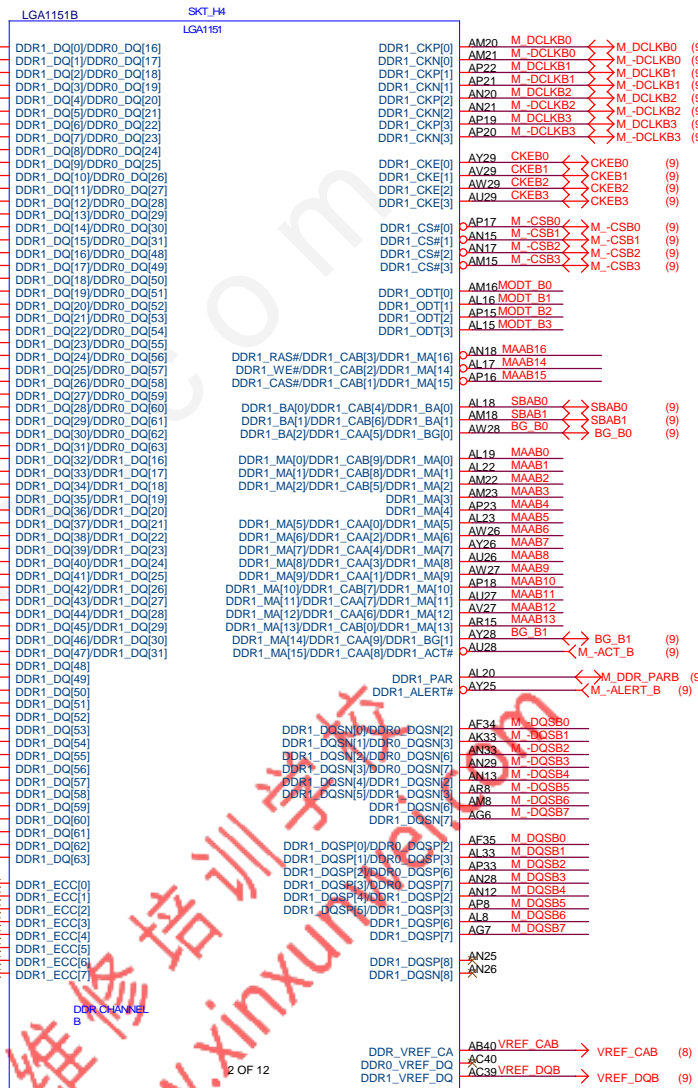 LGA1151B SKT_H4
LGA1151
DDR1_DQ[0]/DDR0_DQ[16] DDR1_CKP[0] AM20 M_DCLKB0 M_DCLKB0
DDR1_DQ[1]/DDR0_DQ[17] DDR1_CKN[0] AM21 M_-DCLKB0 M_-DCLKB0
DDR1_DQ[2]/DDR0_DQ[18] DDR1_CKP[1] AP22 M_DCLKB1 M_DCLKB1
DDR1_DQ[3]/DDR0_DQ[19] DDR1_CKN[1] AP21 M_-DCLKB1 M_-DCLKB1
DDR1_DQ[4]/DDR0_DQ[20] DDR1_CKP[2] AN20 M_DCLKB2 M_DCLKB2
DDR1_DQ[5]/DDR0_DQ[21] DDR1_CKN[2] AN21 M_-DCLKB2 M_-DCLKB2
DDR1_DQ[6]/DDR0_DQ[22] DDR1_CKP[3] AP19 M_DCLKB3 M_DCLKB3
DDR1_DQ[7]/DDR0_DQ[23] DDR1_CKN[3] AP20 M_-DCLKB3 M_-DCLKB3
DDR1_DQ[8]/DDR0_DQ[24]
DDR1_DQ[9]/DDR0_DQ[25] DDR1_CKE[0] AY29 CKEB0 CKEB0 (9)
DDR1_DQ[10]/DDR0_DQ[26] DDR1_CKE[1] AV29 CKEB1 CKEB1 (9)
DDR1_DQ[11]/DDR0_DQ[27] DDR1_CKE[2] AW29 CKEB2 CKEB2 (9)
DDR1_DQ[12]/DDR0_DQ[28] DDR1_CKE[3] AU29 CKEB3 CKEB3 (9)
DDR1_DQ[13]/DDR0_DQ[29]
DDR1_DQ[14]/DDR0_DQ[30] DDR1_CS#[0] AP17 M_-CSB0 M_-CSB0 (9)
DDR1_DQ[15]/DDR0_DQ[31] DDR1_CS#[1] AN15 M_-CSB1 M_-CSB1 (9)
DDR1_DQ[16]/DDR0_DQ[48] DDR1_CS#[2] AN17 M_-CSB2 M_-CSB2 (9)
DDR1_DQ[17]/DDR0_DQ[49] DDR1_CS#[3] AM15 M_-CSB3 M_-CSB3 (9)
DDR1_DQ[18]/DDR0_DQ[50]
DDR1_DQ[19]/DDR0_DQ[51] DDR1_ODT[0] AM16 MODT_B0
DDR1_DQ[20]/DDR0_DQ[52] DDR1_ODT[1] AL16 MODT_B1
DDR1_DQ[21]/DDR0_DQ[53] DDR1_ODT[2] AP15 MODT_B2
DDR1_DQ[22]/DDR0_DQ[54] DDR1_ODT[3] AL15 MODT_B3
DDR1_DQ[23]/DDR0_DQ[55]
DDR1_DQ[24]/DDR0_DQ[56] DDR1_RAS#/DDR1_CAB[3]/DDR1_MA[16] AN18 MAAB16
DDR1_DQ[25]/DDR0_DQ[57] DDR1_WE#/DDR1_CAB[2]/DDR1_MA[14] AL17 MAAB14
DDR1_DQ[26]/DDR0_DQ[58] DDR1_CAS#/DDR1_CAB[1]/DDR1_MA[15] AP16 MAAB15
DDR1_DQ[27]/DDR0_DQ[59]
DDR1_DQ[28]/DDR0_DQ[60] DDR1_BA[0]/DDR1_CAB[4]/DDR1_BA[0] AL18 SBAB0 SBAB0 (9)
DDR1_DQ[29]/DDR0_DQ[61] DDR1_BA[1]/DDR1_CAB[6]/DDR1_BA[1] AM18 SBAB1 SBAB1 (9)
DDR1_DQ[30]/DDR0_DQ[62] DDR1_BA[2]/DDR1_CAA[5]/DDR1_BG[0] AW28 BG_B0 BG_B0 (9)
DDR1_DQ[31]/DDR0_DQ[63]
DDR1_DQ[32]/DDR1_DQ[16] DDR1_MA[0]/DDR1_CAB[9]/DDR1_MA[0] AL19 MAAB0
DDR1_DQ[33]/DDR1_DQ[17] DDR1_MA[1]/DDR1_CAB[8]/DDR1_MA[1] AL22 MAAB1
DDR1_DQ[34]/DDR1_DQ[18] DDR1_MA[2]/DDR1_CAB[5]/DDR1_MA[2] AM22 MAAB2
DDR1_DQ[35]/DDR1_DQ[19] DDR1_MA[3] AM23 MAAB3
DDR1_DQ[36]/DDR1_DQ[20] DDR1_MA[4] AP23 MAAB4
DDR1_DQ[37]/DDR1_DQ[21] DDR1_MA[5]/DDR1_CAA[0]/DDR1_MA[5] AL23 MAAB5
DDR1_DQ[38]/DDR1_DQ[22] DDR1_MA[6]/DDR1_CAA[2]/DDR1_MA[6] AW26 MAAB6
DDR1_DQ[39]/DDR1_DQ[23] DDR1_MA[7]/DDR1_CAA[4]/DDR1_MA[7] AY26 MAAB7
DDR1_DQ[40]/DDR1_DQ[24] DDR1_MA[8]/DDR1_CAA[3]/DDR1_MA[8] AU26 MAAB8
DDR1_DQ[41]/DDR1_DQ[25] DDR1_MA[9]/DDR1_CAA[1]/DDR1_MA[9] AW27 MAAB9
DDR1_DQ[42]/DDR1_DQ[26] DDR1_MA[10]/DDR1_CAB[7]/DDR1_MA[10] AP18 MAAB10
DDR1_DQ[43]/DDR1_DQ[27] DDR1_MA[11]/DDR1_CAA[7]/DDR1_MA[11] AU27 MAAB11
DDR1_DQ[44]/DDR1_DQ[28] DDR1_MA[12]/DDR1_CAA[6]/DDR1_MA[12] AV27 MAAB12
DDR1_DQ[45]/DDR1_DQ[29] DDR1_MA[13]/DDR1_CAB[0]/DDR1_MA[13] AR15 MAAB13
DDR1_DQ[46]/DDR1_DQ[30] DDR1_MA[14]/DDR1_CAA[9]/DDR1_BG[1] AY28 BG_B1 BG_B1 (9)
DDR1_DQ[47]/DDR1_DQ[31] DDR1_MA[15]/DDR1_CAA[8]/DDR1_ACT# AU28 M_-ACT_B (9)
DDR1_DQ[48]
DDR1_DQ[49] DDR1_PAR AL20 M_DDR_PARB
DDR1_DQ[50] DDR1_ALERT# AY25 M_-ALERT_B (9)
DDR1_DQ[51]
DDR1_DQ[52]
DDR1_DQ[53] DDR1_DQSN[0]/DDR0_DQSN[2] AF34 M_-DQSB0
DDR1_DQ[54] DDR1_DQSN[1]/DDR0_DQSN[3] AK33 M_-DQSB1
DDR1_DQ[55] DDR1_DQSN[2]/DDR0_DQSN[6] AN33 M_-DQSB2
DDR1_DQ[56] DDR1_DQSN[3]/DDR0_DQSN[7] AN29 M_-DQSB3
DDR1_DQ[57] DDR1_DQSN[4]/DDR1_DQSN[2] AN13 M_-DQSB4
DDR1_DQ[58] DDR1_DQSN[5]/DDR1_DQSN[3] AR8 M_-DQSB5
DDR1_DQ[59] DDR1_DQSN[6] AM8 M_-DQSB6
DDR1_DQ[60] DDR1_DQSN[7] AG6 M_-DQSB7
DDR1_DQ[61]
DDR1_DQ[62] DDR1_DQSP[0]/DDR0_DQSP[2] AF35 M_DQSB0
DDR1_DQ[63] DDR1_DQSP[1]/DDR0_DQSP[3] AL33 M_DQSB1
DDR1_DQSP[2]/DDR0_DQSP[6] AP33 M_DQSB2
DDR1_ECC[0] DDR1_DQSP[3]/DDR0_DQSP[7] AN28 M_DQSB3
DDR1_ECC[1] DDR1_DQSP[4]/DDR1_DQSP[2] AN12 M_DQSB4
DDR1_ECC[2] DDR1_DQSP[5]/DDR1_DQSP[3] AP8 M_DQSB5
DDR1_ECC[3] DDR1_DQSP[6] AL8 M_DQSB6
DDR1_ECC[4] DDR1_DQSP[7] AG7 M_DQSB7
DDR1_ECC[5]
DDR1_ECC[6] DDR1_DQSP[8] AN25
DDR1_ECC[7] DDR1_DQSN[8] AN26
DDR CHANNEL
B
DDR_VREF_CA AB40 VREF_CAB VREF_CAB (8)
2 OF 12 DDR0_VREF_DQ AC40
DDR1_VREF_DQ AC39 VREF_DQB VREF_DQB (9)
维修培训学校
.xinxunwei.com
com